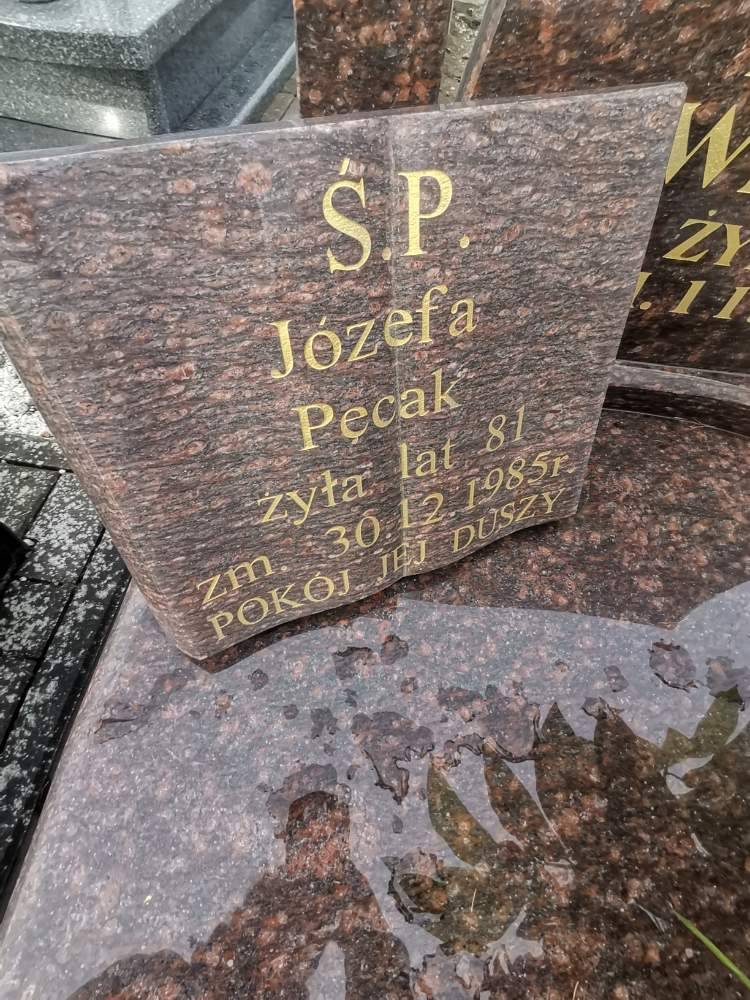 Ś.P.
Józefa
Pęcak
żyła lat 81
zm. 30.12.1985r
POKÓJ JEJ DUSZY